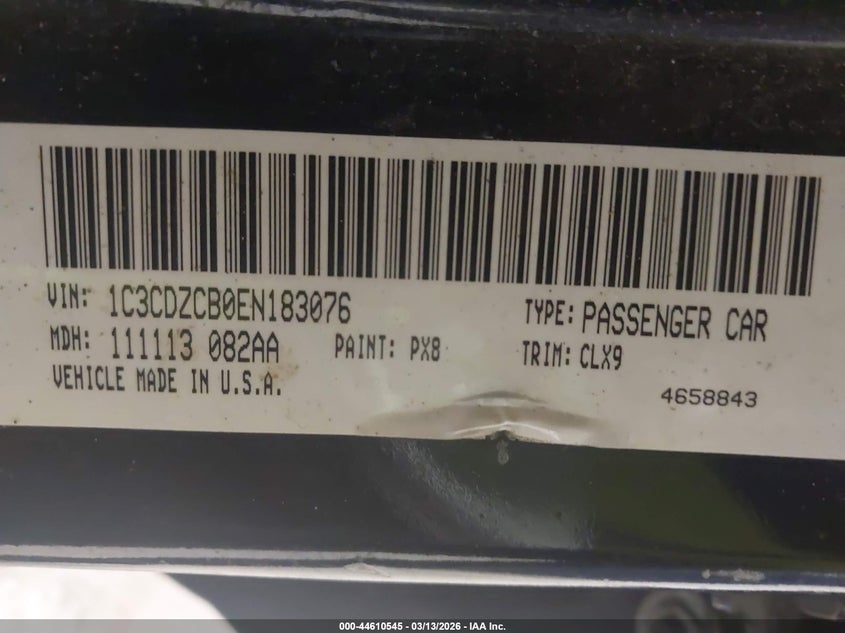 VIN: 1C3CDZCB0EN183076 TYPE: PASSENGER CAR
MDH: 111113 082AA PAINT: PX8 TRIM: CLX9
VEHICLE MADE IN U.S.A. 4658843
000-44610545 - 03/13/2026 - IAA Inc.